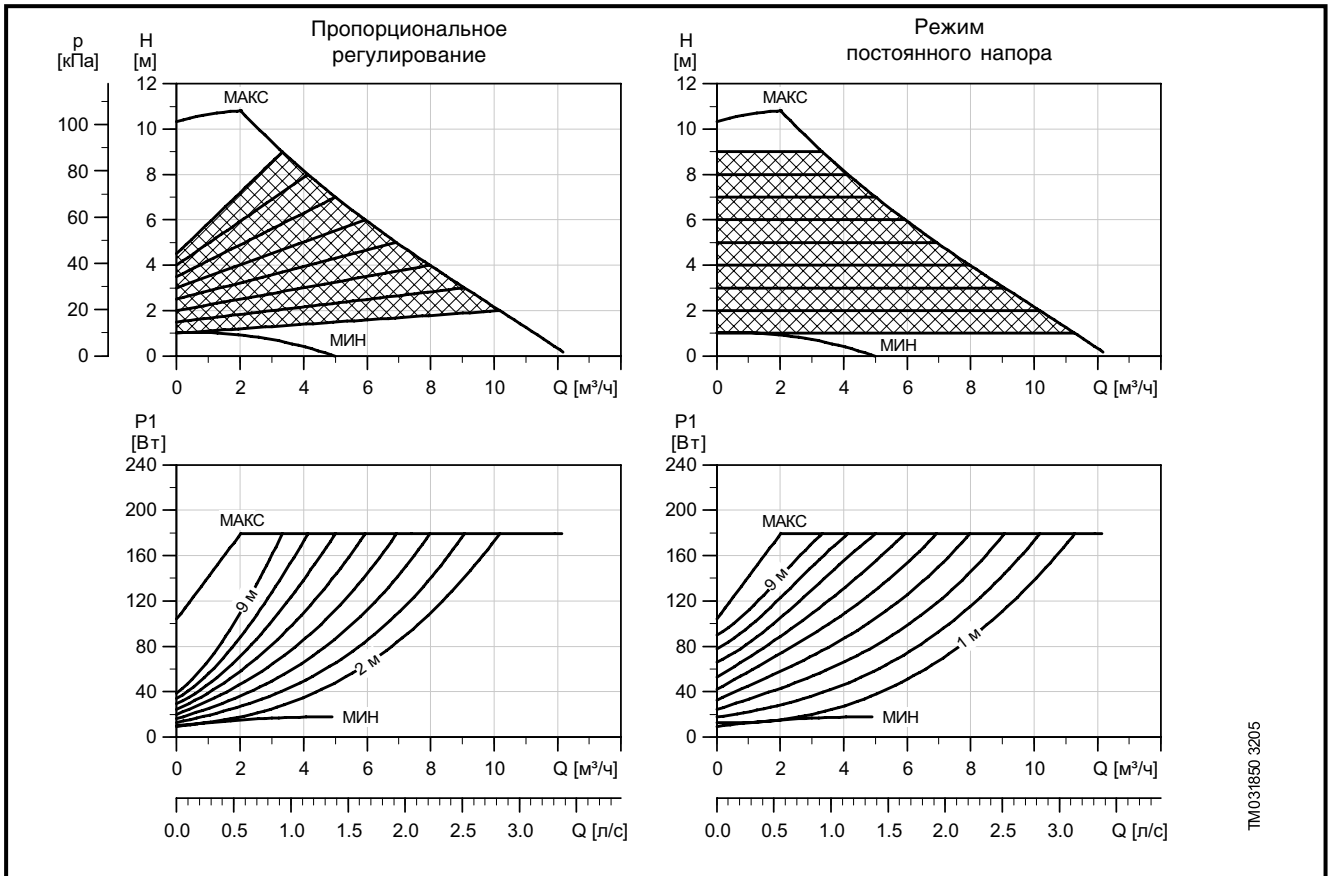 Пропорциональное
регулирование
p
[кПа]
H
[м]
12
10
8
6
4
2
0
100
80
60
40
20
0
МАКС
МИН
0 2 4 6 8 10 Q [м³/ч]
Режим
постоянного напора
H
[м]
12
10
8
6
4
2
0
МАКС
МИН
0 2 4 6 8 10 Q [м³/ч]
P1
[Вт]
240
200
160
120
80
40
0
МАКС
9 м
2 м
МИН
0 2 4 6 8 10 Q [м³/ч]
0.0 0.5 1.0 1.5 2.0 2.5 3.0 Q [л/с]
P1
[Вт]
240
200
160
120
80
40
0
МАКС
9 м
1 м
МИН
0 2 4 6 8 10 Q [м³/ч]
0.0 0.5 1.0 1.5 2.0 2.5 3.0 Q [л/с]
TM03 1850 3205